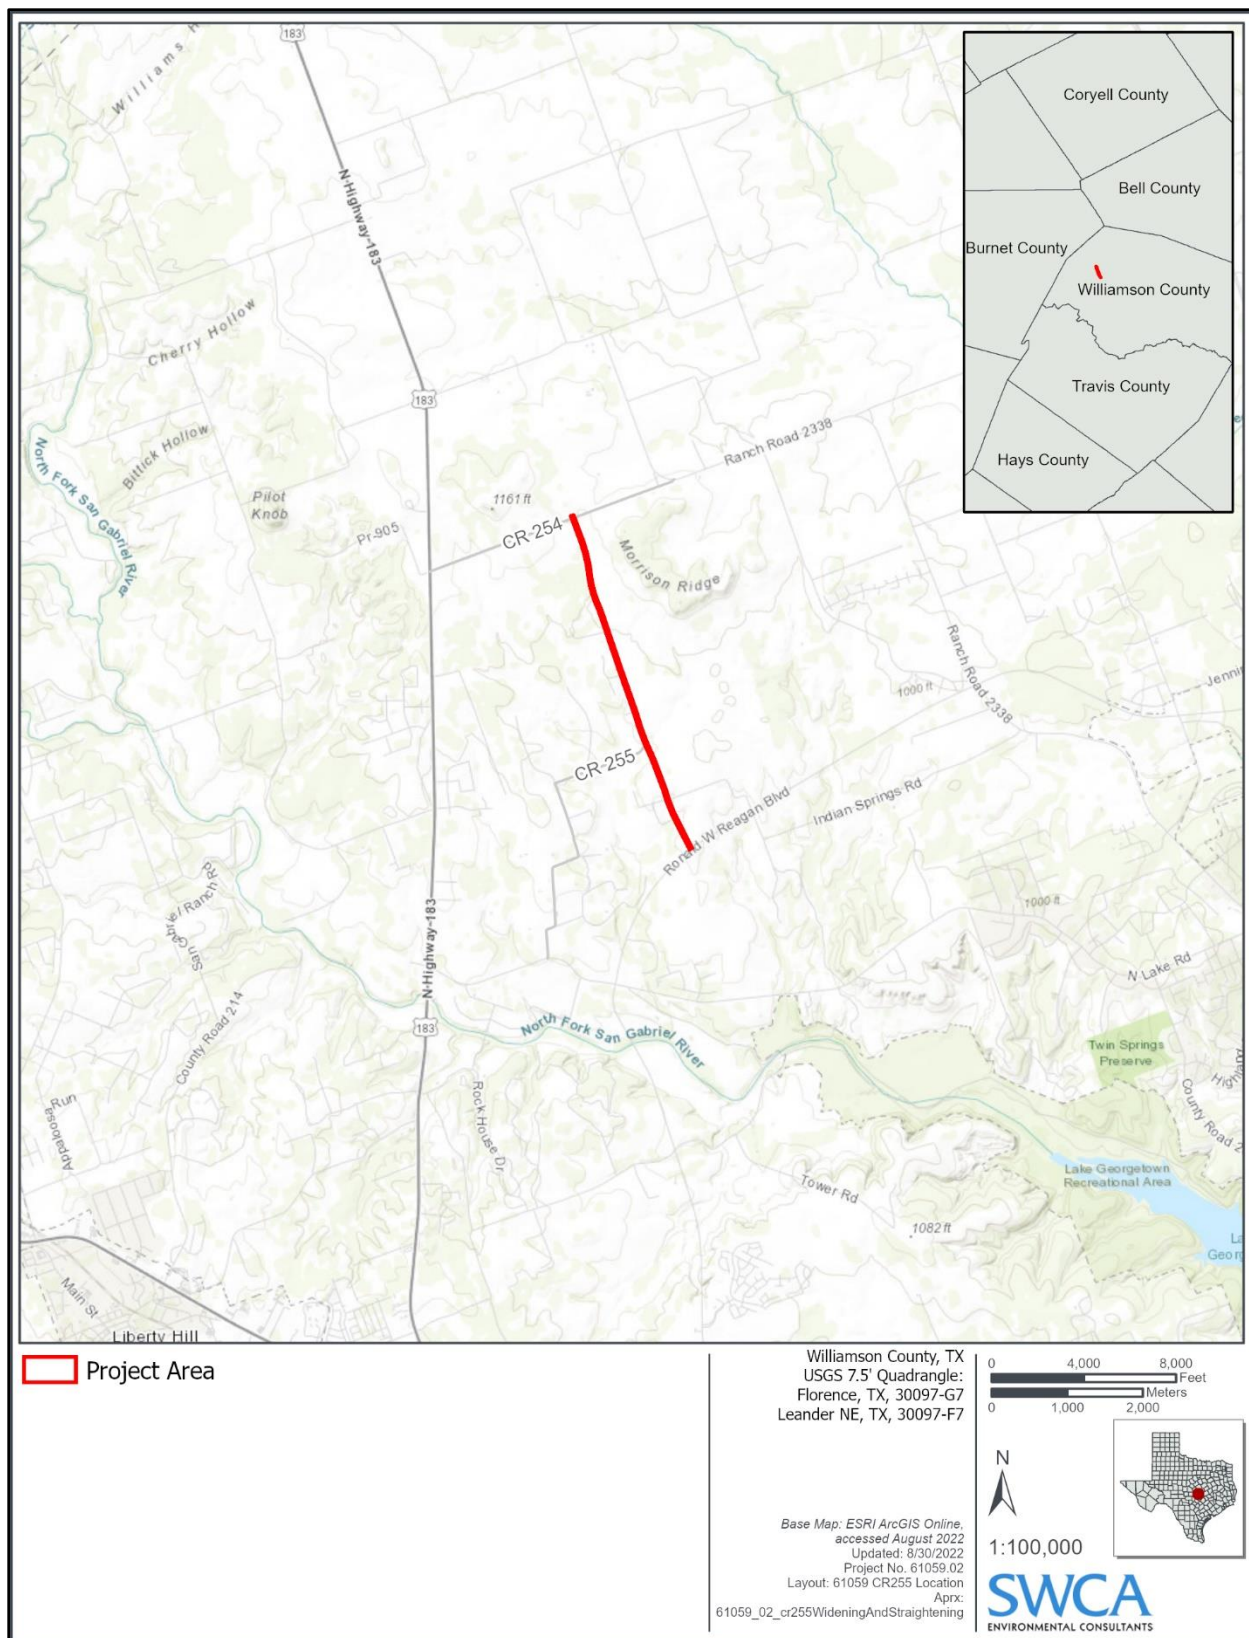 183
Williams H
N Highway-183
Cherry Hollow
Coryell County
Bell County
Burnet County
Williamson County
Travis County
Hays County
183
North Fork San Gabriel River
Bittick Hollow
Pilot
Knob
Pr-905
1161 ft
CR-254
Ranch Road 2338
Morrison Ridge
Ranch Road 2338
1000 ft
Jennin
CR-255
Ronald W Reagan Blvd
Indian Springs Rd
San Gabriel Ranch Rd
N Highway-183
1000 ft
N Lake Rd
County Road 214
183
North Fork San Gabriel River
Twin Springs
Preserve
Highland
County Road 2
Run
Appaloosa
Rock House Dr
Tower Rd
Lake Georgetown
Recreational Area
1082 ft
La
Georg
Main St
Liberty Hill
Project Area
Williamson County, TX
USGS 7.5' Quadrangle:
Florence, TX, 30097-G7
Leander NE, TX, 30097-F7
0 4,000 8,000
Feet
Meters
0 1,000 2,000
N
1:100,000
Base Map: ESRI ArcGIS Online,
accessed August 2022
Updated: 8/30/2022
Project No. 61059.02
Layout: 61059 CR255 Location
Aprx:
61059_02_cr255WideningAndStraightening
SWCA
ENVIRONMENTAL CONSULTANTS